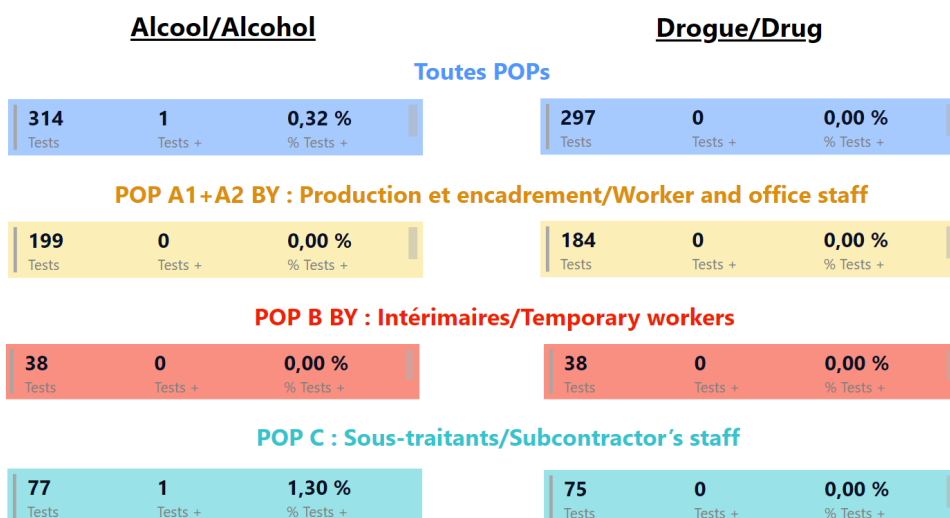 Alcool/Alcohol Drogue/Drug
Toutes POPs
314 1 0,32 % 297 0 0,00 %
Tests Tests + % Tests + Tests Tests + % Tests +
POP A1+A2 BY : Production et encadrement/Worker and office staff
199 0 0,00 % 184 0 0,00 %
Tests Tests + % Tests + Tests Tests + % Tests +
POP B BY : Intérimaires/Temporary workers
38 0 0,00 % 38 0 0,00 %
Tests Tests + % Tests + Tests Tests + % Tests +
POP C : Sous-traitants/Subcontractor’s staff
77 1 1,30 % 75 0 0,00 %
Tests Tests + % Tests + Tests Tests + % Tests +